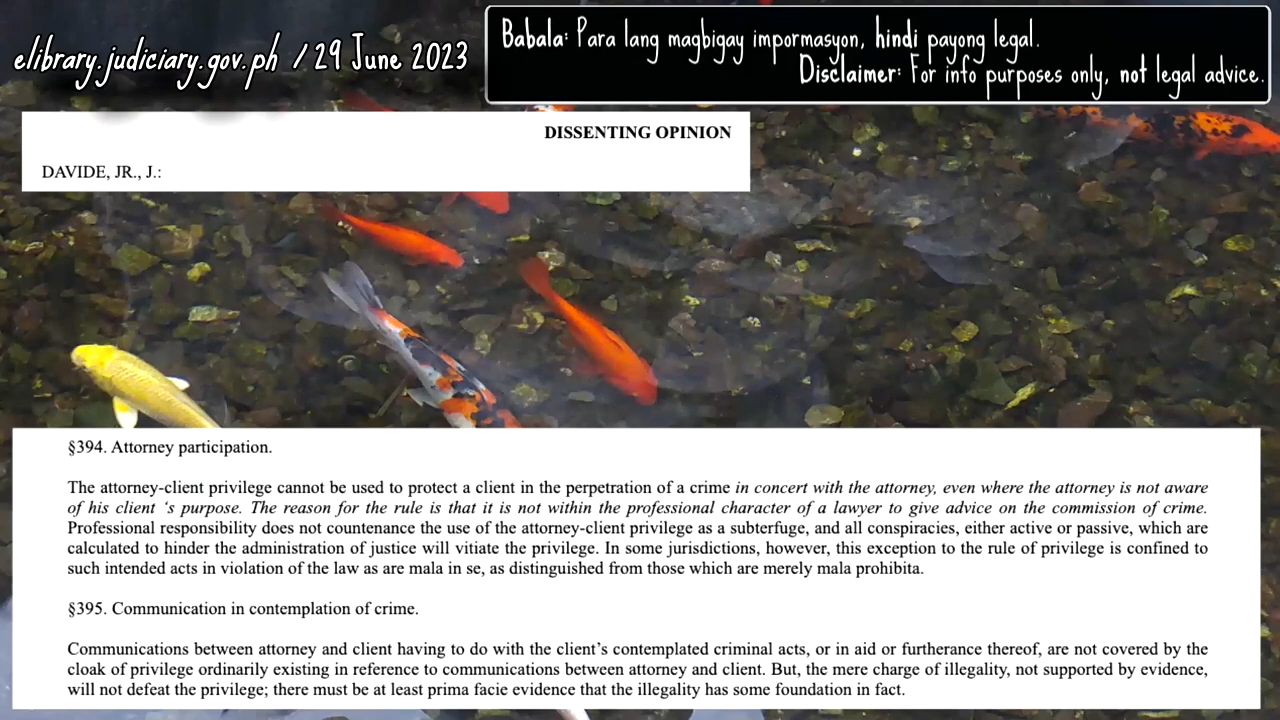 elibrary.judiciary.gov.ph / 29 June 2023
Babala: Para lang magbigay impormasyon, hindi payong legal.
Disclaimer: For info purposes only, not legal advice.
DISSENTING OPINION
DAVIDE, JR., J.:
§394. Attorney participation.
The attorney-client privilege cannot be used to protect a client in the perpetration of a crime in concert with the attorney, even where the attorney is not aware
of his client ‘s purpose. The reason for the rule is that it is not within the professional character of a lawyer to give advice on the commission of crime.
Professional responsibility does not countenance the use of the attorney-client privilege as a subterfuge, and all conspiracies, either active or passive, which are
calculated to hinder the administration of justice will vitiate the privilege. In some jurisdictions, however, this exception to the rule of privilege is confined to
such intended acts in violation of the law as are mala in se, as distinguished from those which are merely mala prohibita.
§395. Communication in contemplation of crime.
Communications between attorney and client having to do with the client’s contemplated criminal acts, or in aid or furtherance thereof, are not covered by the
cloak of privilege ordinarily existing in reference to communications between attorney and client. But, the mere charge of illegality, not supported by evidence,
will not defeat the privilege; there must be at least prima facie evidence that the illegality has some foundation in fact.